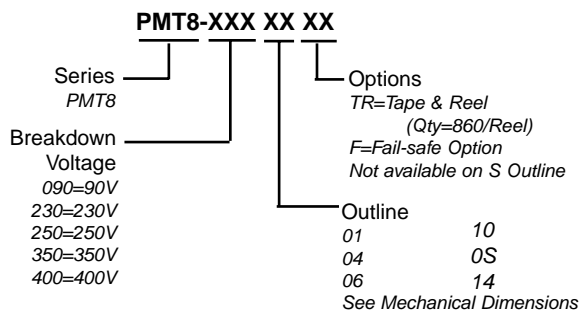 PMT8-XXX XX XX
Series
PMT8
Breakdown
Voltage
090=90V
230=230V
250=250V
350=350V
400=400V
Options
TR=Tape & Reel
(Qty=860/Reel)
F=Fail-safe Option
Not available on S Outline
Outline
01 10
04 0S
06 14
See Mechanical Dimensions